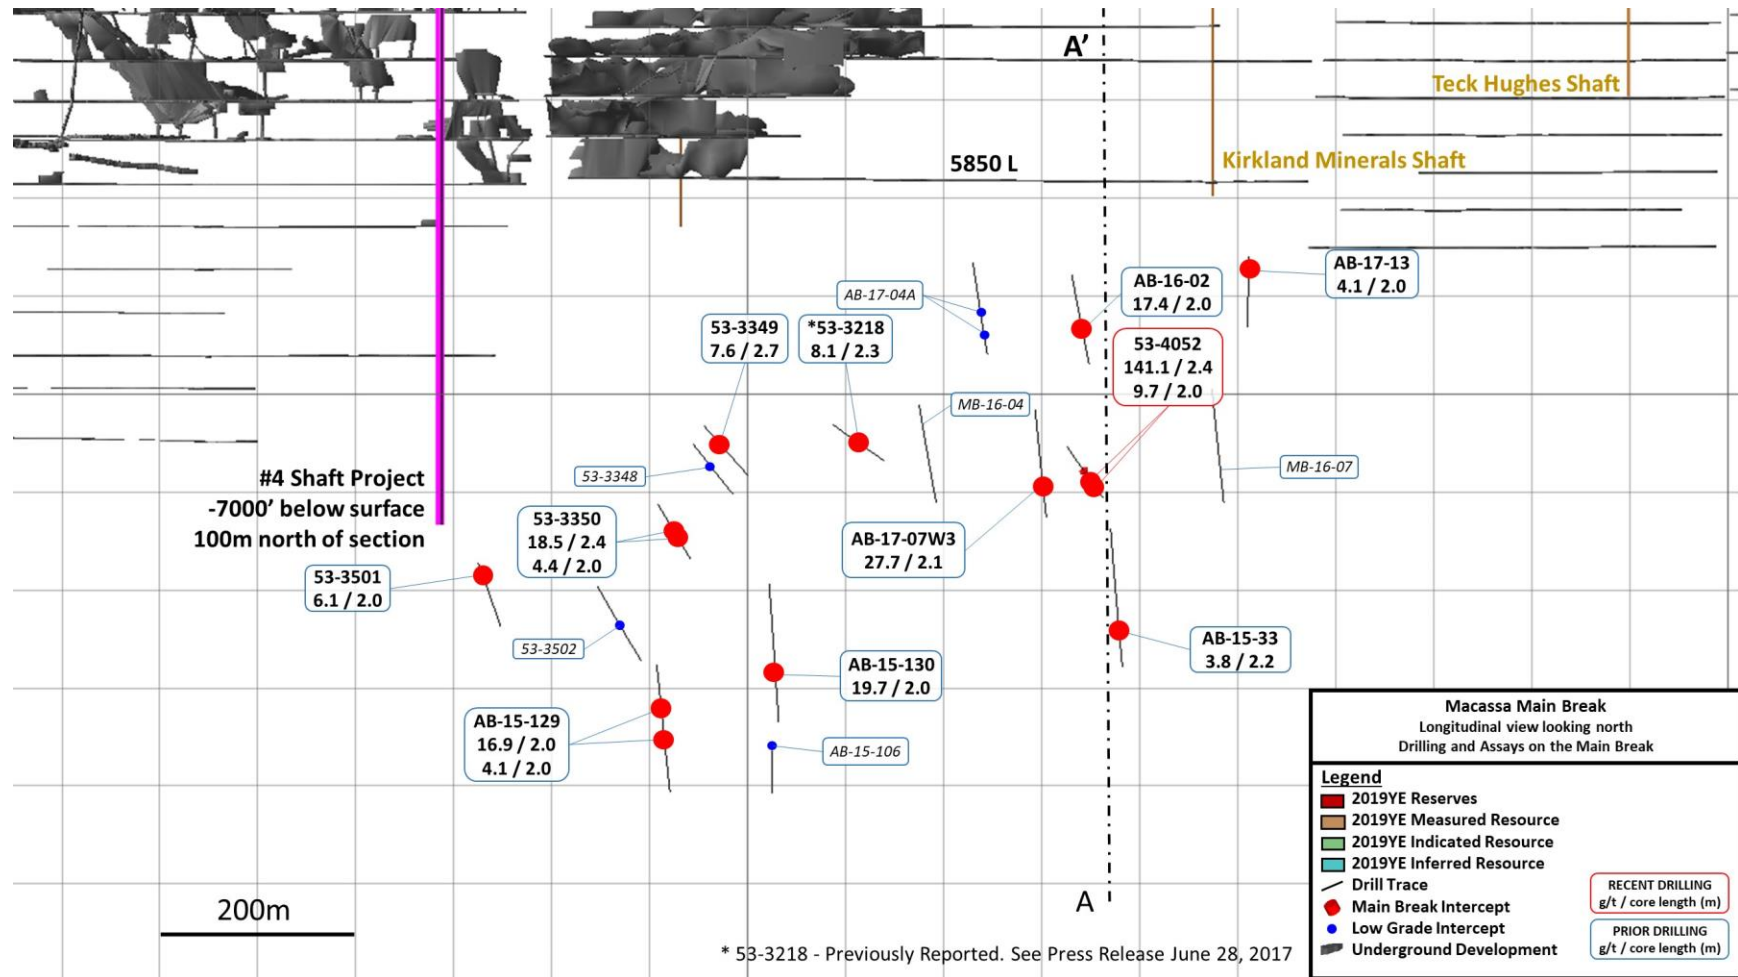 A'
Teck Hughes Shaft
5850 L
Kirkland Minerals Shaft
AB-17-13
4.1 / 2.0
AB-16-02
17.4 / 2.0
AB-17-04A
53-3349
7.6 / 2.7
*53-3218
8.1 / 2.3
53-4052
141.1 / 2.4
9.7 / 2.0
MB-16-04
MB-16-07
53-3348
#4 Shaft Project
-7000' below surface
100m north of section
53-3350
18.5 / 2.4
4.4 / 2.0
AB-17-07W3
27.7 / 2.1
53-3501
6.1 / 2.0
53-3502
AB-15-33
3.8 / 2.2
AB-15-130
19.7 / 2.0
AB-15-129
16.9 / 2.0
4.1 / 2.0
AB-15-106
A
200m
* 53-3218 - Previously Reported. See Press Release June 28, 2017
Macassa Main Break
Longitudinal view looking north
Drilling and Assays on the Main Break
Legend
2019YE Reserves
2019YE Measured Resource
2019YE Indicated Resource
2019YE Inferred Resource
Drill Trace
Main Break Intercept
Low Grade Intercept
Underground Development
RECENT DRILLING
g/t / core length (m)
PRIOR DRILLING
g/t / core length (m)